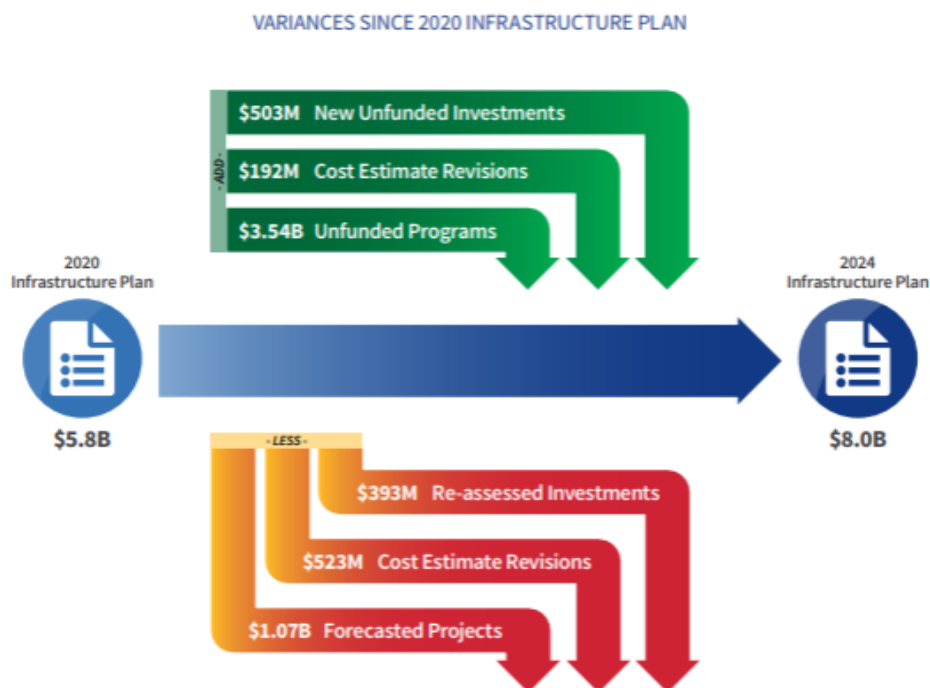 VARIANCES SINCE 2020 INFRASTRUCTURE PLAN
- ADD -
$503M New Unfunded Investments
$192M Cost Estimate Revisions
$3.54B Unfunded Programs
2020
Infrastructure Plan
$5.8B
2024
Infrastructure Plan
$8.0B
- LESS -
$393M Re-assessed Investments
$523M Cost Estimate Revisions
$1.07B Forecasted Projects